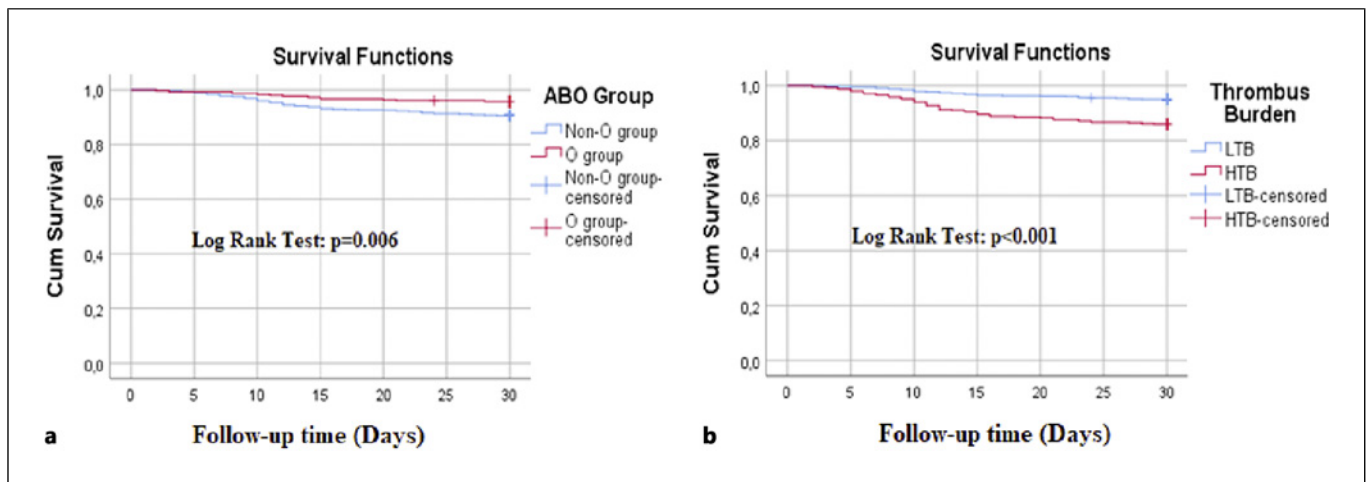 Survival Functions
1,0
0,8
0,6
0,4
0,2
0,0
Cum Survival
Log Rank Test: p=0.006
0 5 10 15 20 25 30
Follow-up time (Days)
a
ABO Group
Non-O group
O group
Non-O group-
censored
O group-
censored
Survival Functions
1,0
0,8
0,6
0,4
0,2
0,0
Cum Survival
Log Rank Test: p<0.001
0 5 10 15 20 25 30
Follow-up time (Days)
b
Thrombus
Burden
LTB
HTB
LTB-censored
HTB-censored